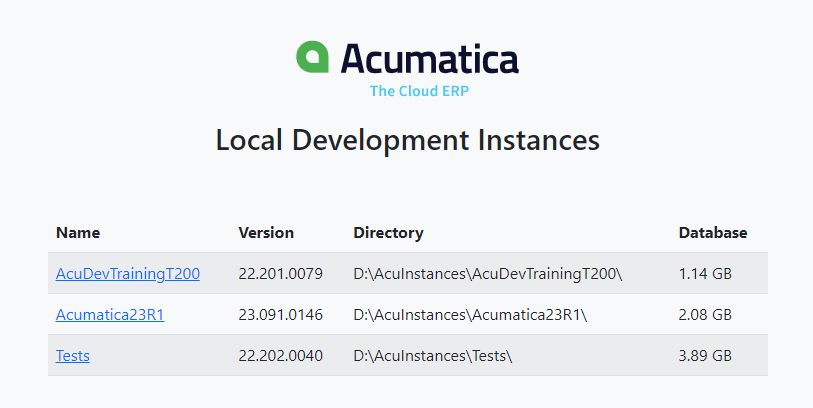 Acumatica
The Cloud ERP
Local Development Instances
Name Version Directory Database
AcuDevTrainingT200 22.201.0079 D:\AcuInstances\AcuDevTrainingT200\ 1.14 GB
Acumatica23R1 23.091.0146 D:\AcuInstances\Acumatica23R1\ 2.08 GB
Tests 22.202.0040 D:\AcuInstances\Tests\ 3.89 GB